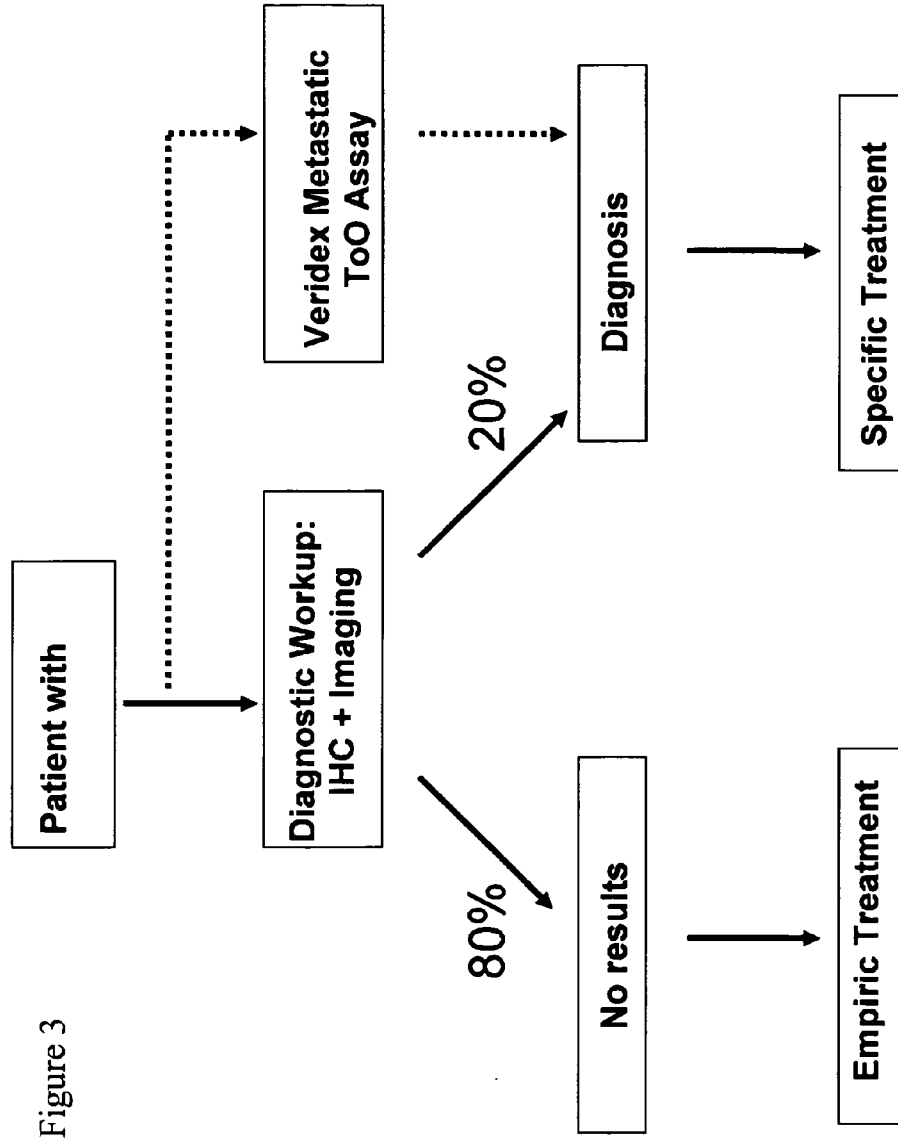 Figure 3
Patient with
Diagnostic Workup:
IHC + Imaging
Veridex Metastatic
ToO Assay
80%
20%
No results
Diagnosis
Empiric Treatment
Specific Treatment